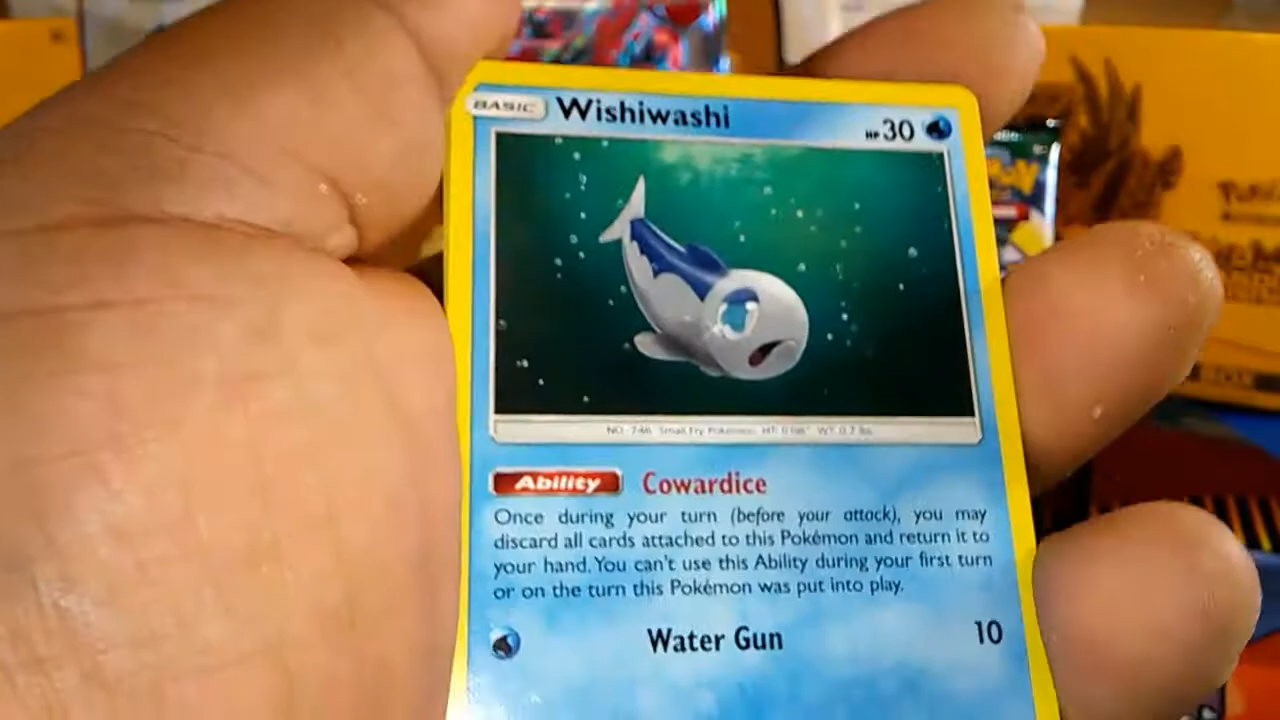 BASIC Wishiwashi HP 30
NO. 746 Small Fry Pokémon HT: 0'08" WT: 0.7 lbs.
Ability Cowardice
Once during your turn (before your attack), you may
discard all cards attached to this Pokémon and return it to
your hand. You can't use this Ability during your first turn
or on the turn this Pokémon was put into play.
Water Gun 10